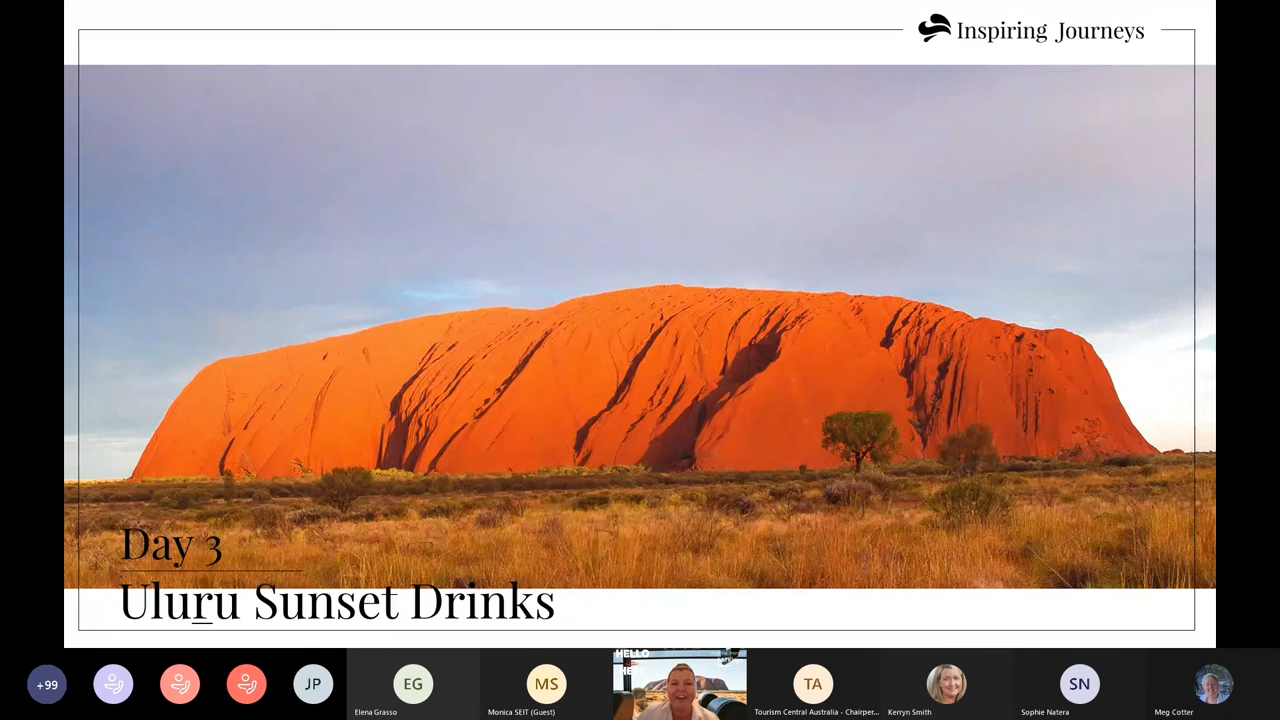 Inspiring Journeys
Day 3
Uluṟu Sunset Drinks
+99
JP
EG
Elena Grasso
MS
Monica SEIT (Guest)
HELLO
TA
Tourism Central Australia - Chairper...
Kerryn Smith
SN
Sophie Natera
Meg Cotter